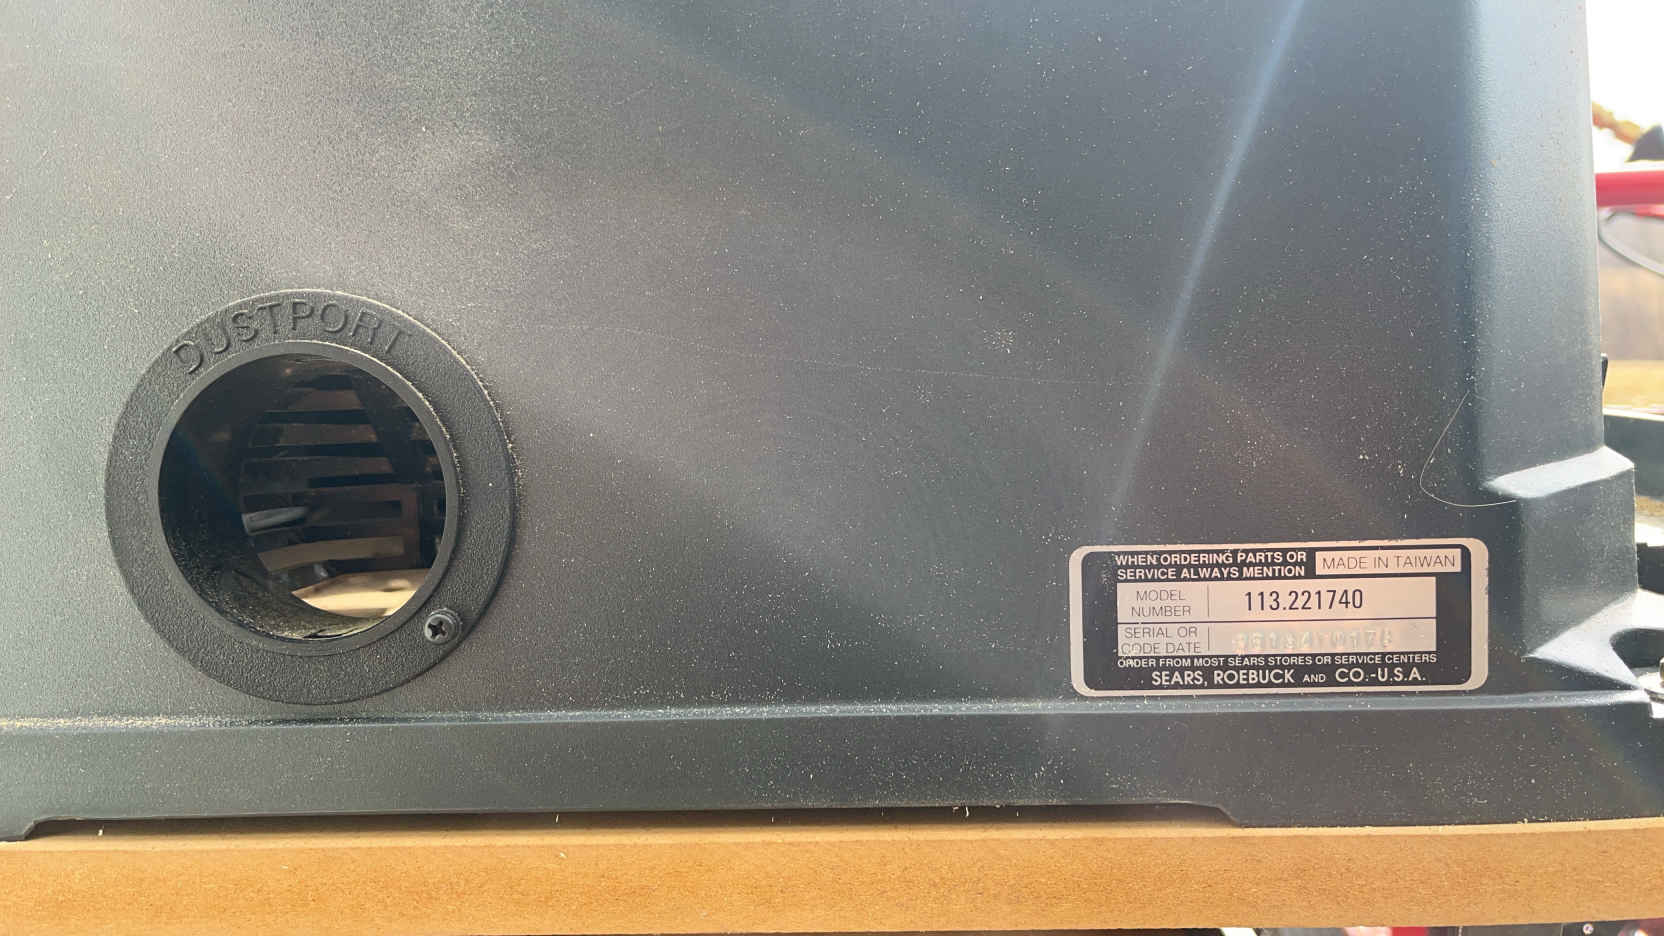 DUSTPORT
WHEN ORDERING PARTS OR
SERVICE ALWAYS MENTION
MADE IN TAIWAN
MODEL
NUMBER
113.221740
SERIAL OR
CODE DATE
ORDER FROM MOST SEARS STORES OR SERVICE CENTERS
SEARS, ROEBUCK AND CO.-U.S.A.